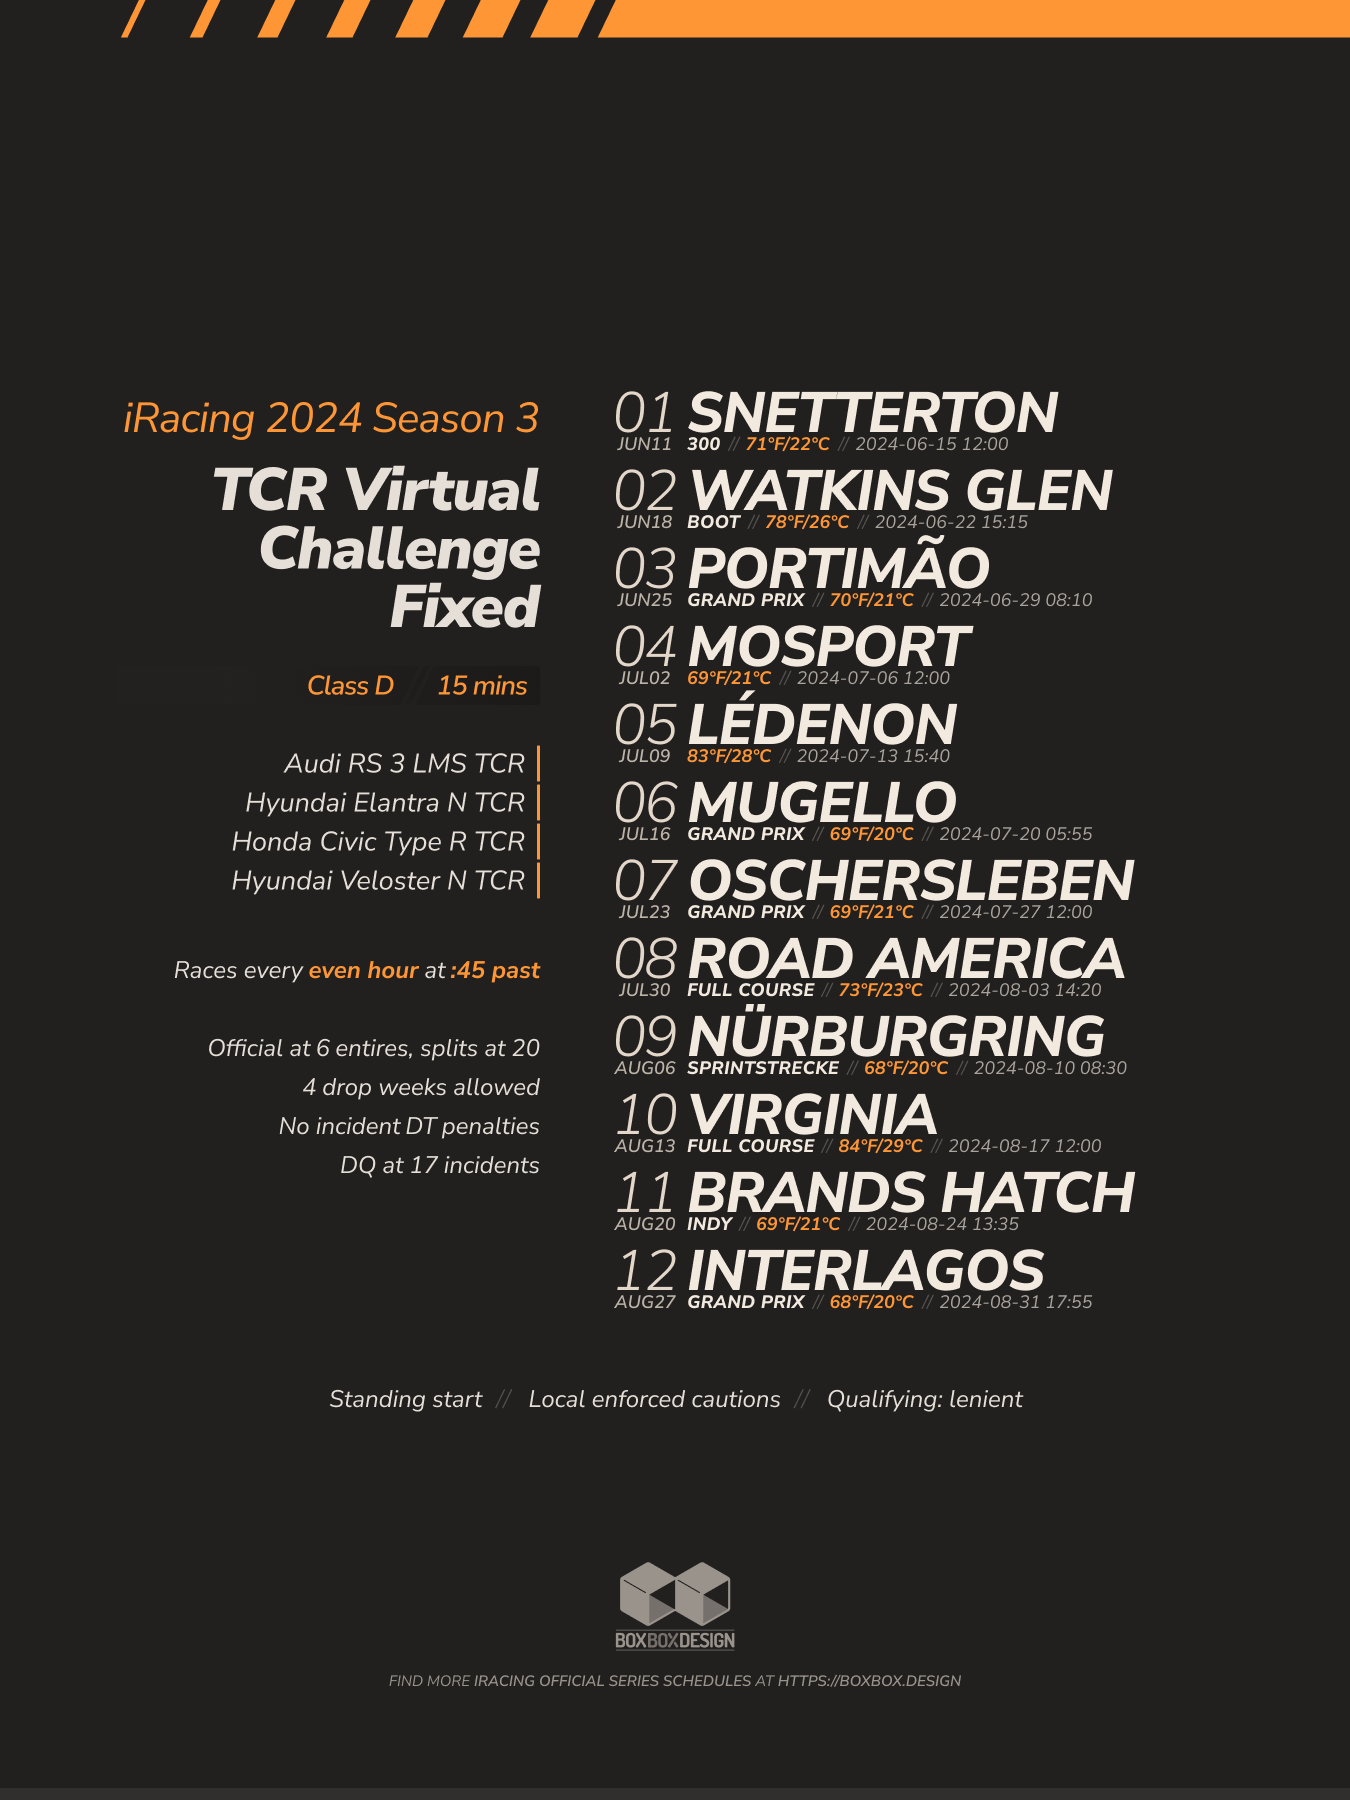 iRacing 2024 Season 3
TCR Virtual
Challenge
Fixed
Class D // 15 mins
Audi RS 3 LMS TCR
Hyundai Elantra N TCR
Honda Civic Type R TCR
Hyundai Veloster N TCR
Races every even hour at :45 past
Official at 6 entires, splits at 20
4 drop weeks allowed
No incident DT penalties
DQ at 17 incidents
01 SNETTERTON
JUN11 300 // 71°F/22°C // 2024-06-15 12:00
02 WATKINS GLEN
JUN18 BOOT // 78°F/26°C // 2024-06-22 15:15
03 PORTIMÃO
JUN25 GRAND PRIX // 70°F/21°C // 2024-06-29 08:10
04 MOSPORT
JUL02 69°F/21°C // 2024-07-06 12:00
05 LÉDENON
JUL09 83°F/28°C // 2024-07-13 15:40
06 MUGELLO
JUL16 GRAND PRIX // 69°F/20°C // 2024-07-20 05:55
07 OSCHERSLEBEN
JUL23 GRAND PRIX // 69°F/21°C // 2024-07-27 12:00
08 ROAD AMERICA
JUL30 FULL COURSE // 73°F/23°C // 2024-08-03 14:20
09 NÜRBURGRING
AUG06 SPRINTSTRECKE // 68°F/20°C // 2024-08-10 08:30
10 VIRGINIA
AUG13 FULL COURSE // 84°F/29°C // 2024-08-17 12:00
11 BRANDS HATCH
AUG20 INDY // 69°F/21°C // 2024-08-24 13:35
12 INTERLAGOS
AUG27 GRAND PRIX // 68°F/20°C // 2024-08-31 17:55
Standing start // Local enforced cautions // Qualifying: lenient
BOXBOXDESIGN
FIND MORE IRACING OFFICIAL SERIES SCHEDULES AT HTTPS://BOXBOX.DESIGN